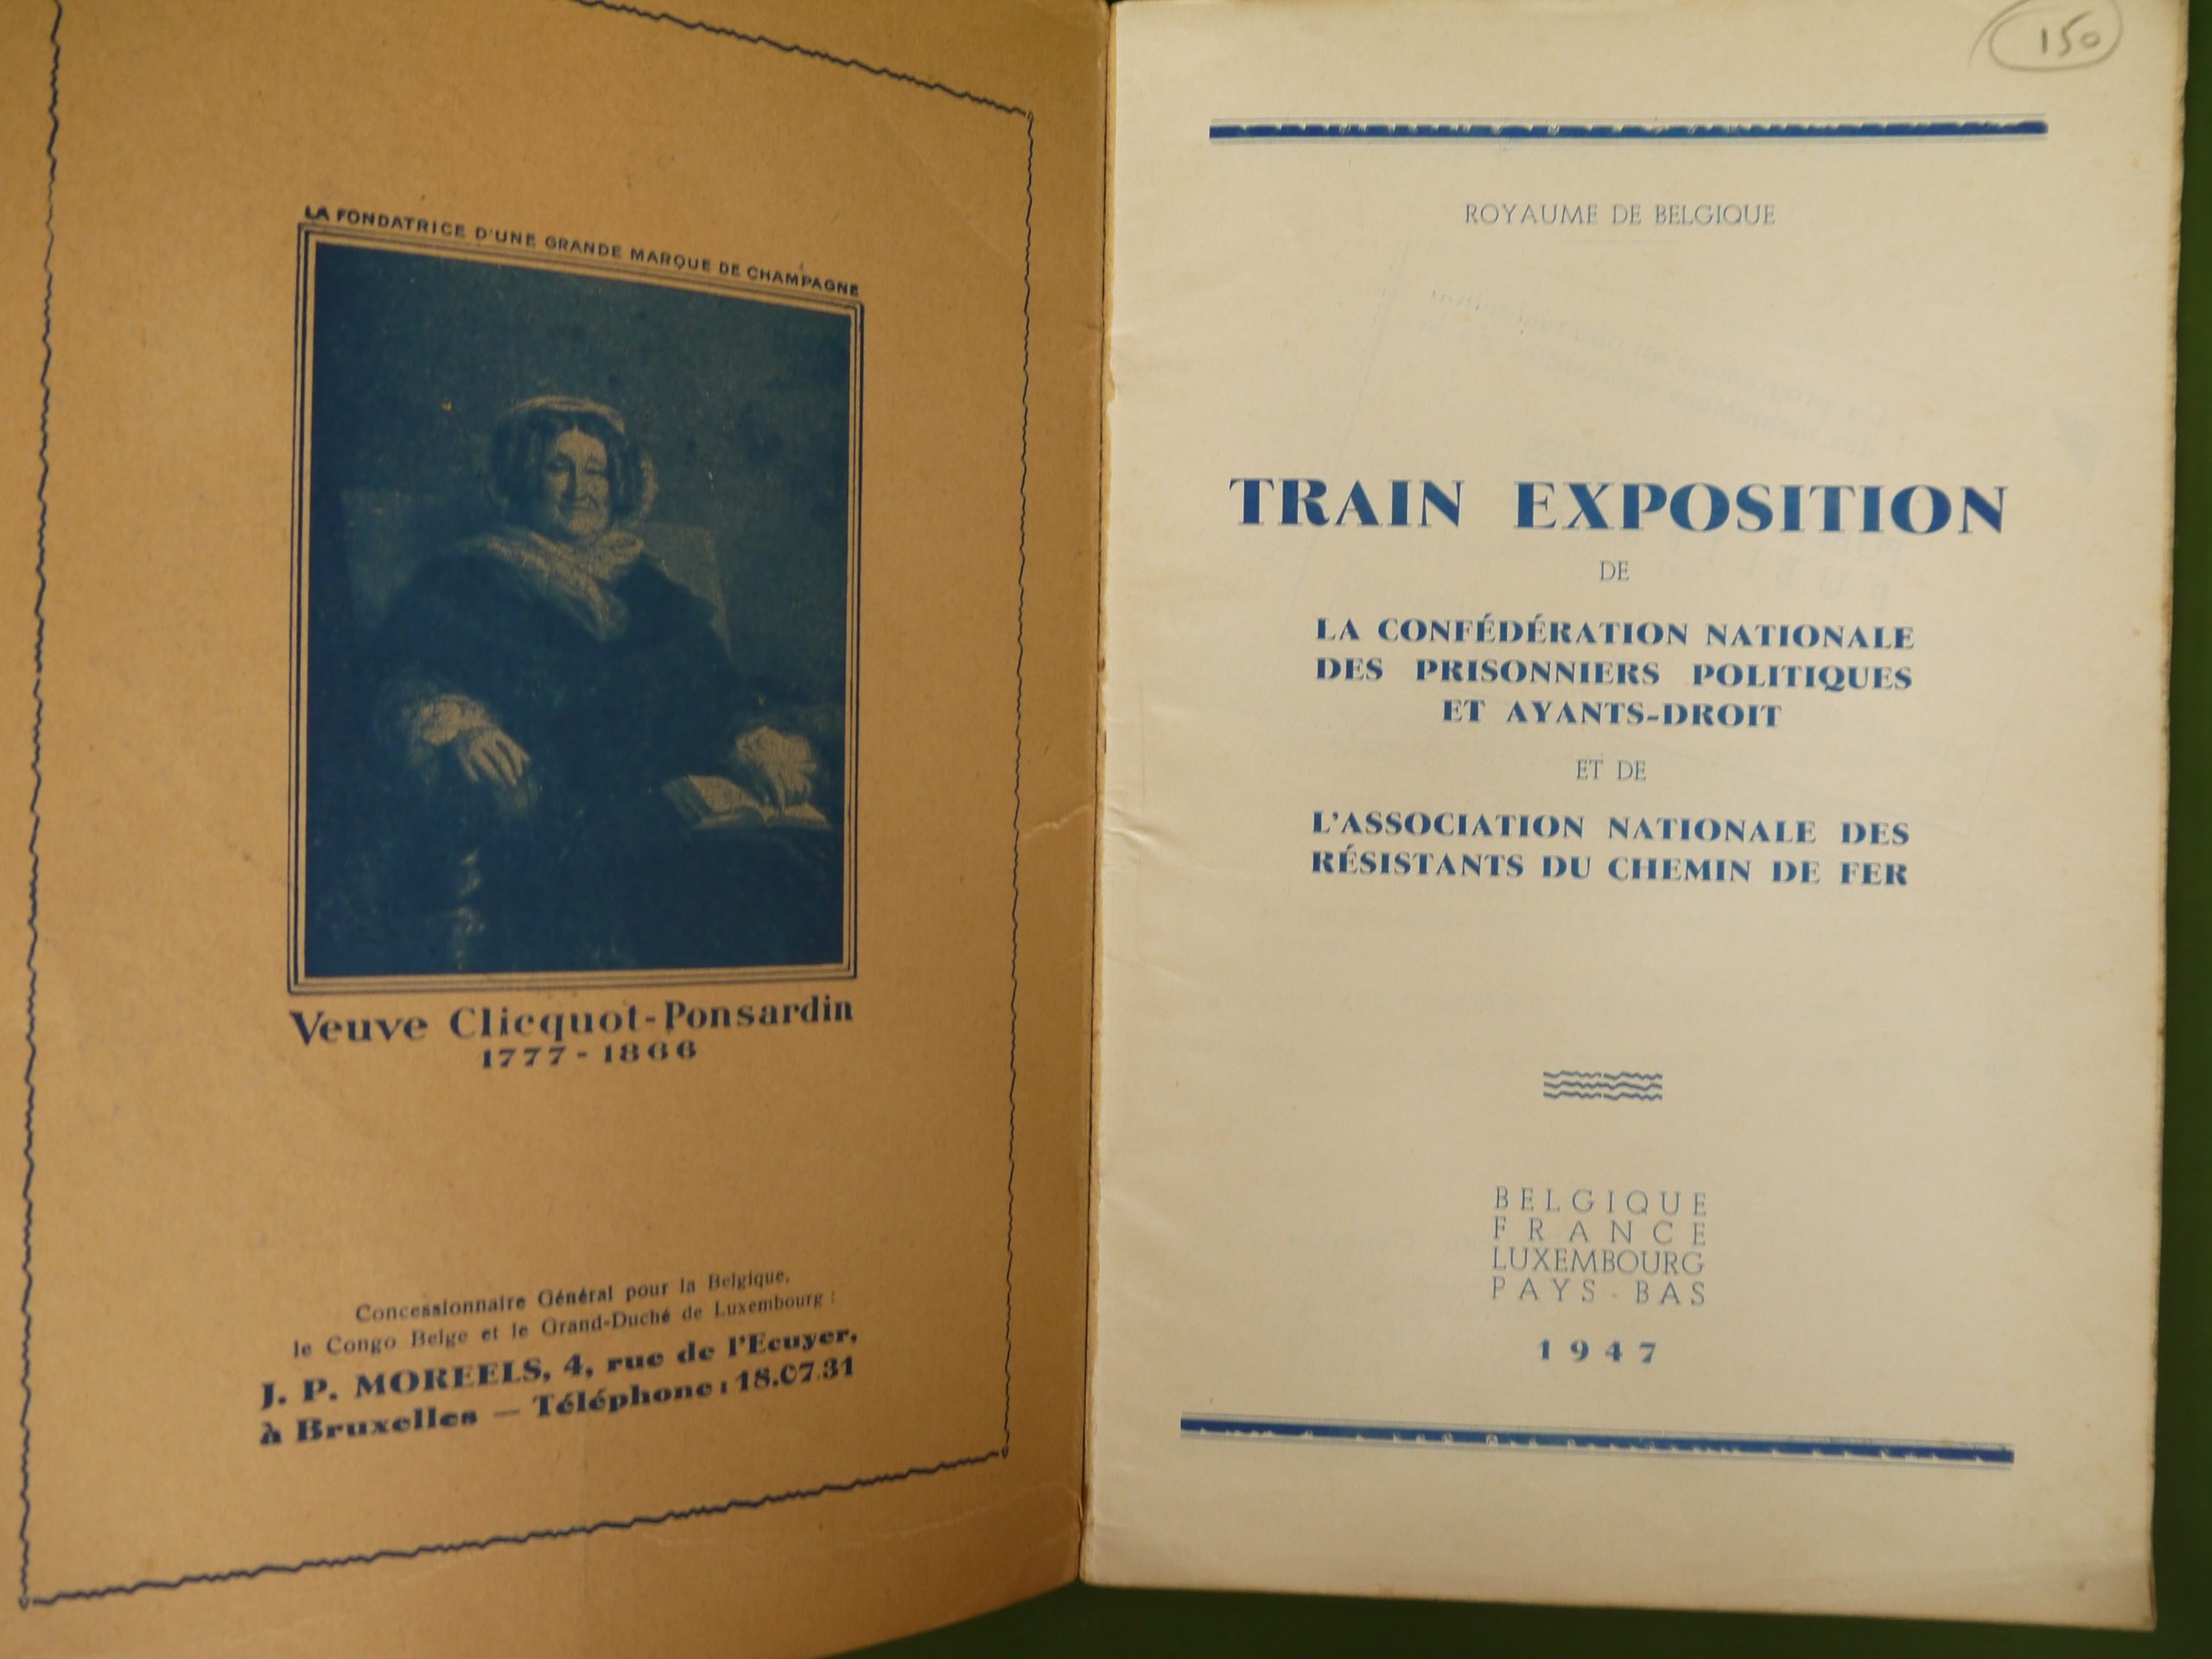 LA FONDATRICE D'UNE GRANDE MARQUE DE CHAMPAGNE
Veuve Clicquot-Ponsardin
1777 - 1866
Concessionnaire Général pour la Belgique,
le Congo Belge et le Grand-Duché de Luxembourg :
J. P. MOREELS, 4, rue de l'Ecuyer,
à Bruxelles — Téléphone : 18.07.31
150
ROYAUME DE BELGIQUE
TRAIN EXPOSITION
DE
LA CONFÉDÉRATION NATIONALE
DES PRISONNIERS POLITIQUES
ET AYANTS-DROIT
ET DE
L'ASSOCIATION NATIONALE DES
RÉSISTANTS DU CHEMIN DE FER
BELGIQUE
FRANCE
LUXEMBOURG
PAYS-BAS
1947